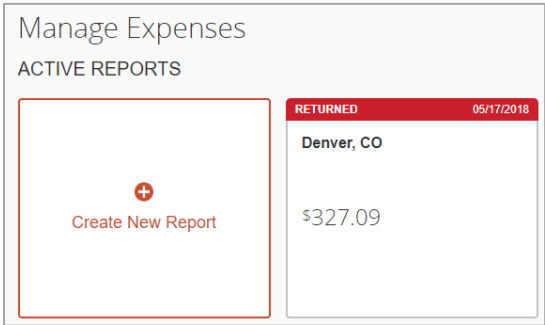 Manage Expenses
ACTIVE REPORTS
Create New Report
RETURNED 05/17/2018
Denver, CO
$327.09